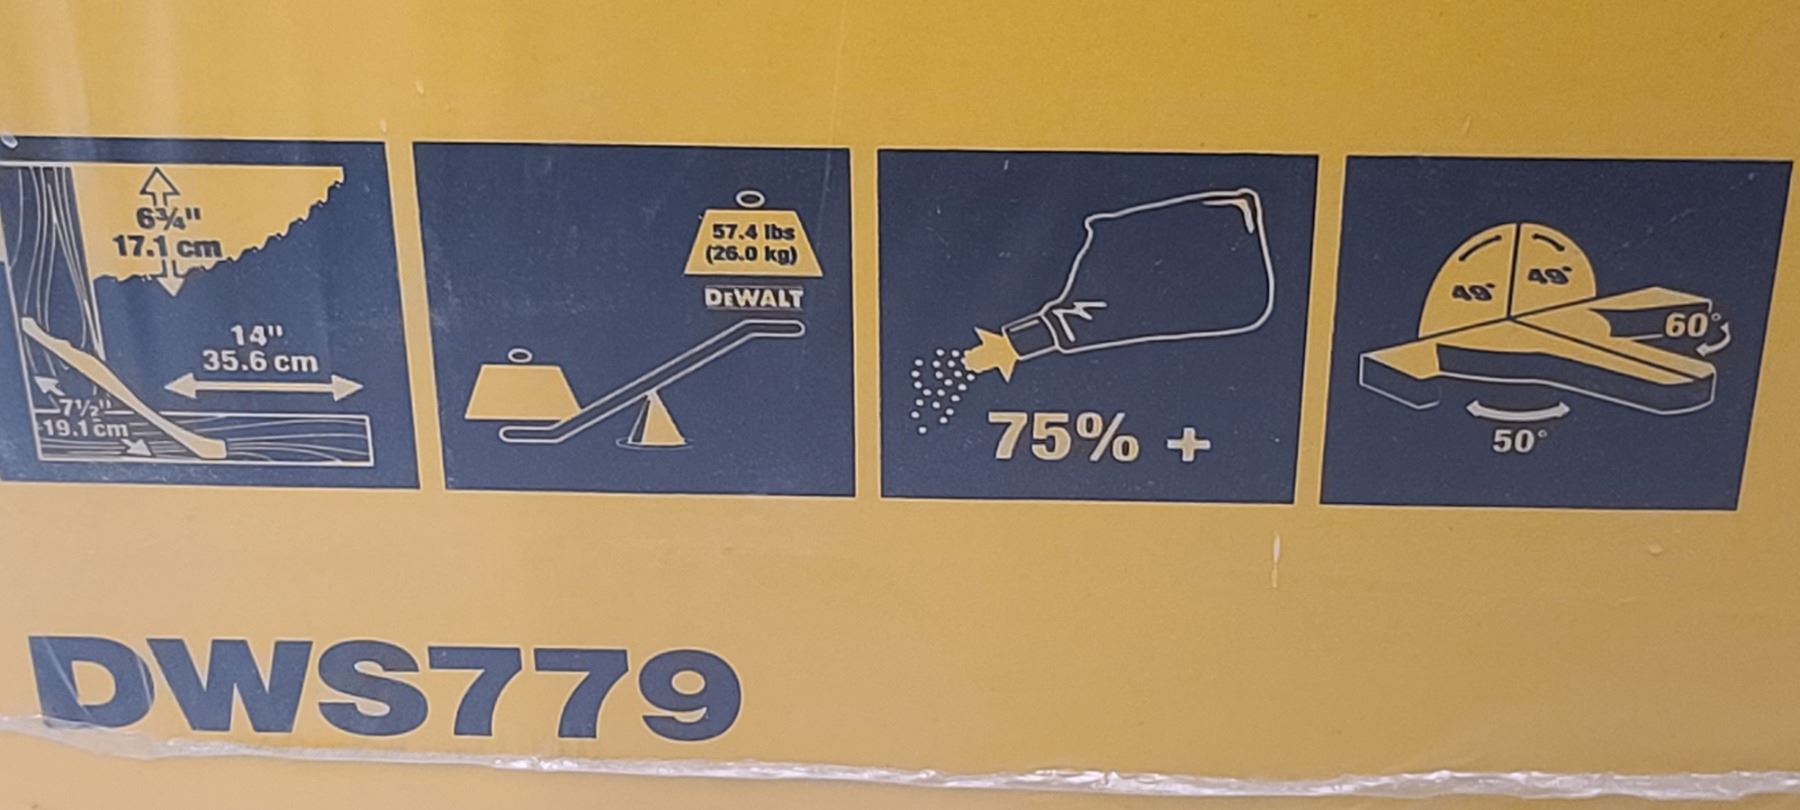 6¾"
17.1 cm
14"
35.6 cm
7½"
19.1 cm
57.4 lbs
(26.0 kg)
DEWALT
75% +
49° 49°
60°
50°
DWS779